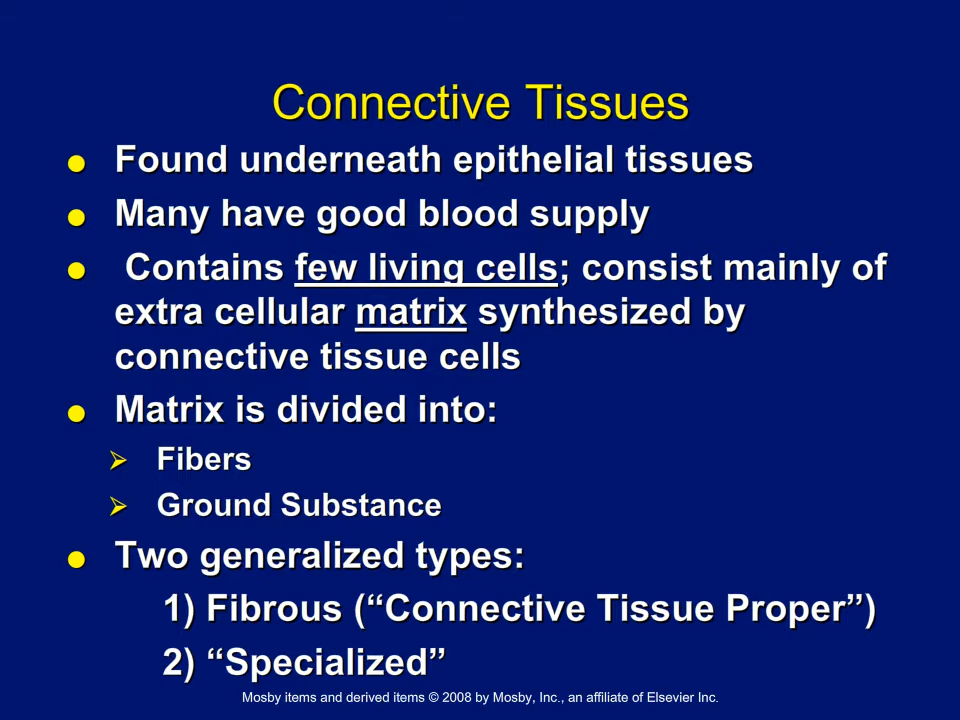 Connective Tissues
● Found underneath epithelial tissues
● Many have good blood supply
● Contains few living cells; consist mainly of
extra cellular matrix synthesized by
connective tissue cells
● Matrix is divided into:
➢ Fibers
➢ Ground Substance
● Two generalized types:
1) Fibrous (“Connective Tissue Proper”)
2) “Specialized”
Mosby items and derived items © 2008 by Mosby, Inc., an affiliate of Elsevier Inc.